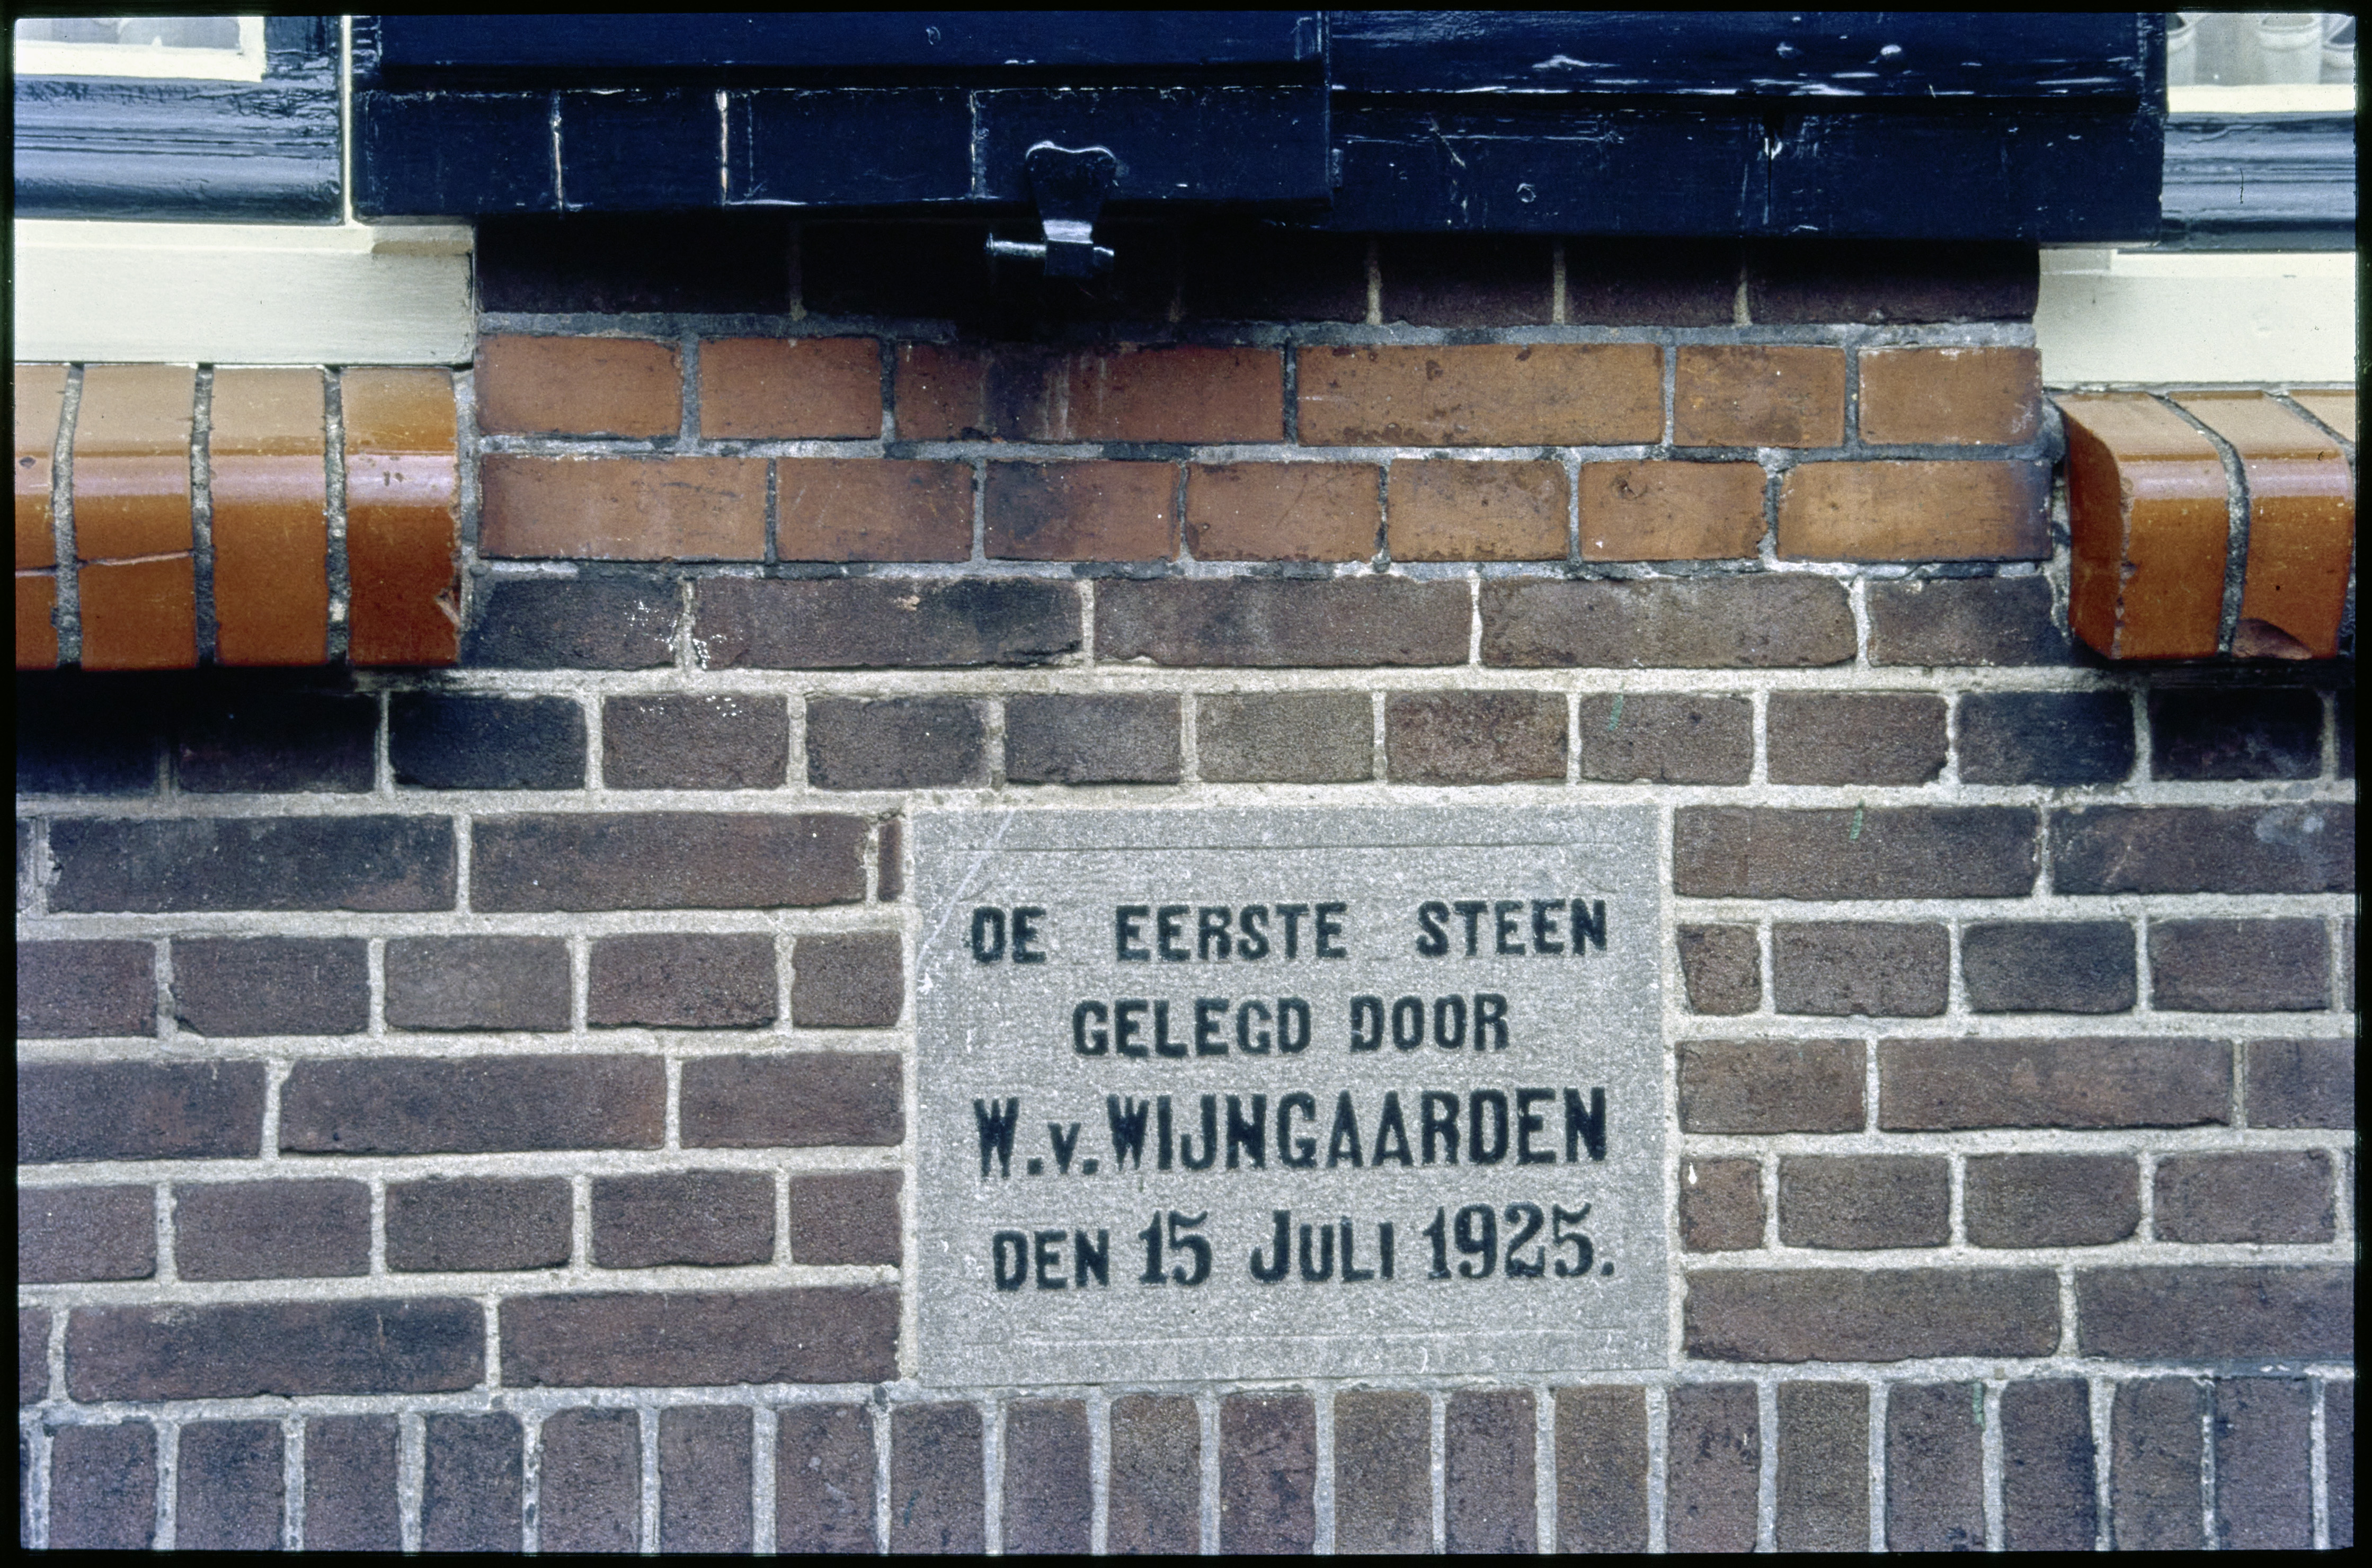 DE EERSTE STEEN
GELEGD DOOR
W.v.WIJNGAARDEN
DEN 15 JULI 1925.